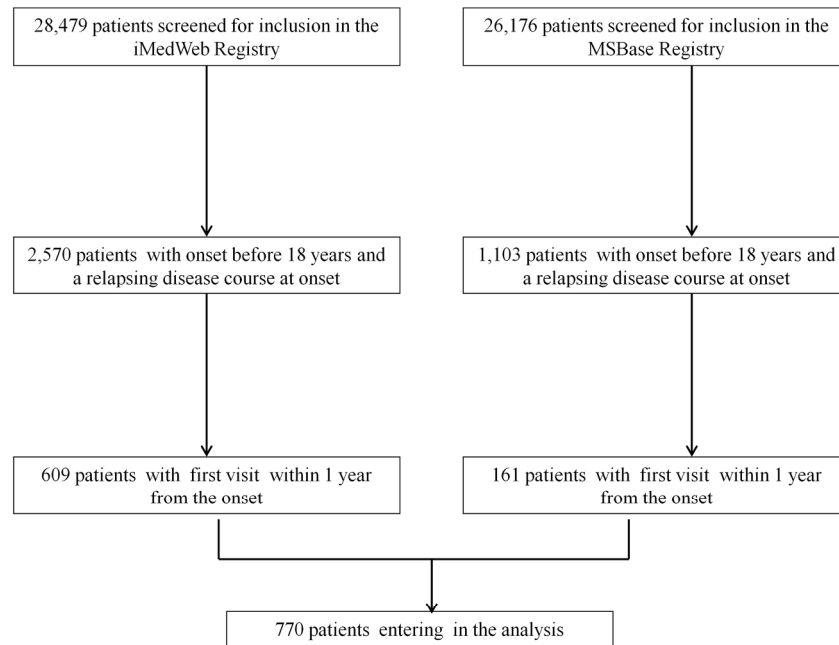 28,479 patients screened for inclusion in the
iMedWeb Registry
26,176 patients screened for inclusion in the
MSBase Registry
2,570 patients with onset before 18 years and
a relapsing disease course at onset
1,103 patients with onset before 18 years and
a relapsing disease course at onset
609 patients with first visit within 1 year
from the onset
161 patients with first visit within 1 year
from the onset
770 patients entering in the analysis